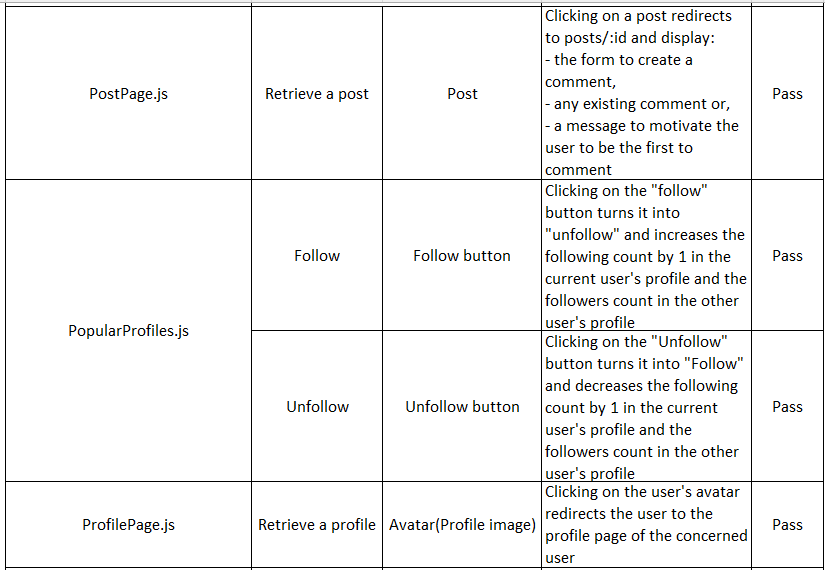 PostPage.js
Retrieve a post
Post
Clicking on a post redirects
to posts/:id and display:
- the form to create a
comment,
- any existing comment or,
- a message to motivate the
user to be the first to
comment
Pass
PopularProfiles.js
Follow
Follow button
Clicking on the "follow"
button turns it into
"unfollow" and increases the
following count by 1 in the
current user's profile and the
followers count in the other
user's profile
Pass
Unfollow
Unfollow button
Clicking on the "Unfollow"
button turns it into "Follow"
and decreases the following
count by 1 in the current
user's profile and the
followers count in the other
user's profile
Pass
ProfilePage.js
Retrieve a profile
Avatar(Profile image)
Clicking on the user's avatar
redirects the user to the
profile page of the concerned
user
Pass